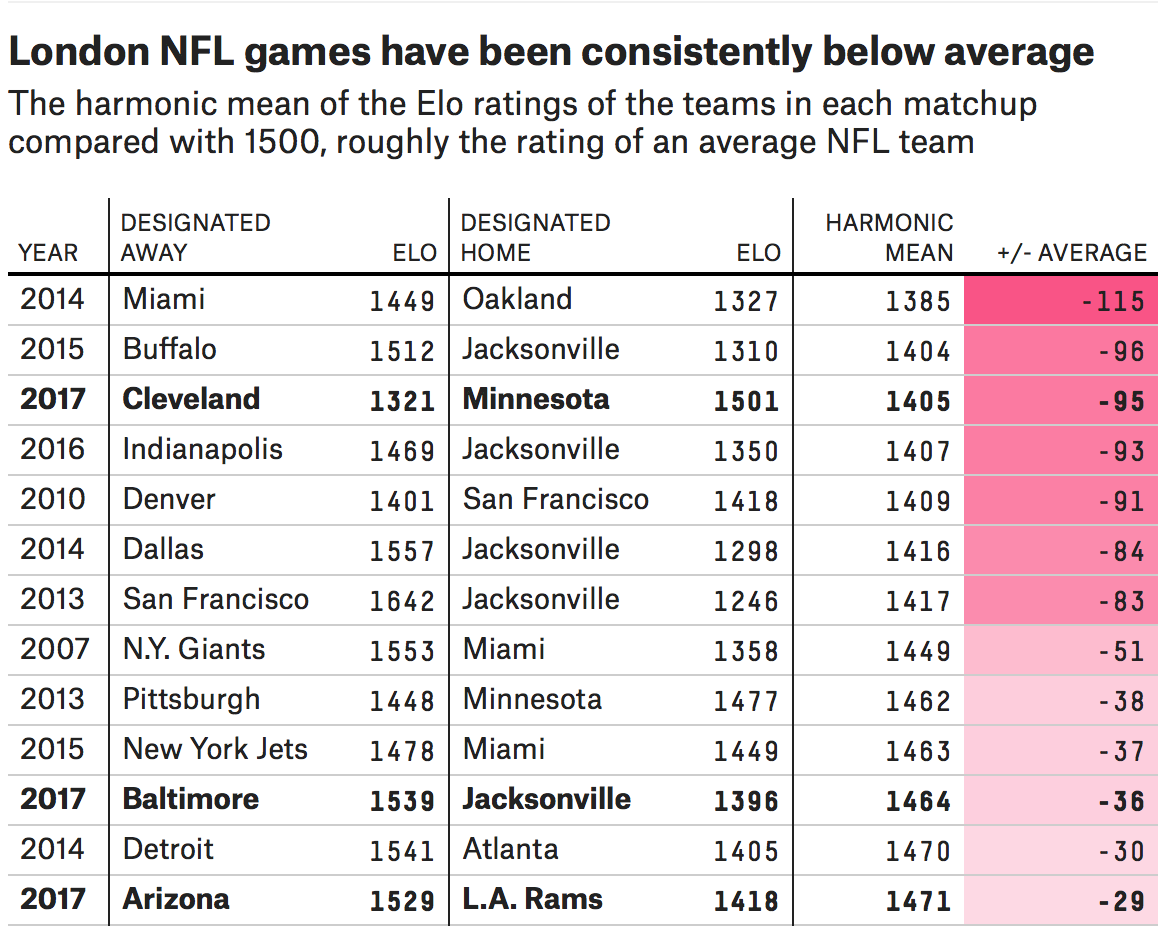 London NFL games have been consistently below average
The harmonic mean of the Elo ratings of the teams in each matchup
compared with 1500, roughly the rating of an average NFL team
DESIGNATED DESIGNATED HARMONIC
YEAR AWAY ELO HOME ELO MEAN +/- AVERAGE
2014 Miami 1449 Oakland 1327 1385 -115
2015 Buffalo 1512 Jacksonville 1310 1404 -96
2017 Cleveland 1321 Minnesota 1501 1405 -95
2016 Indianapolis 1469 Jacksonville 1350 1407 -93
2010 Denver 1401 San Francisco 1418 1409 -91
2014 Dallas 1557 Jacksonville 1298 1416 -84
2013 San Francisco 1642 Jacksonville 1246 1417 -83
2007 N.Y. Giants 1553 Miami 1358 1449 -51
2013 Pittsburgh 1448 Minnesota 1477 1462 -38
2015 New York Jets 1478 Miami 1449 1463 -37
2017 Baltimore 1539 Jacksonville 1396 1464 -36
2014 Detroit 1541 Atlanta 1405 1470 -30
2017 Arizona 1529 L.A. Rams 1418 1471 -29